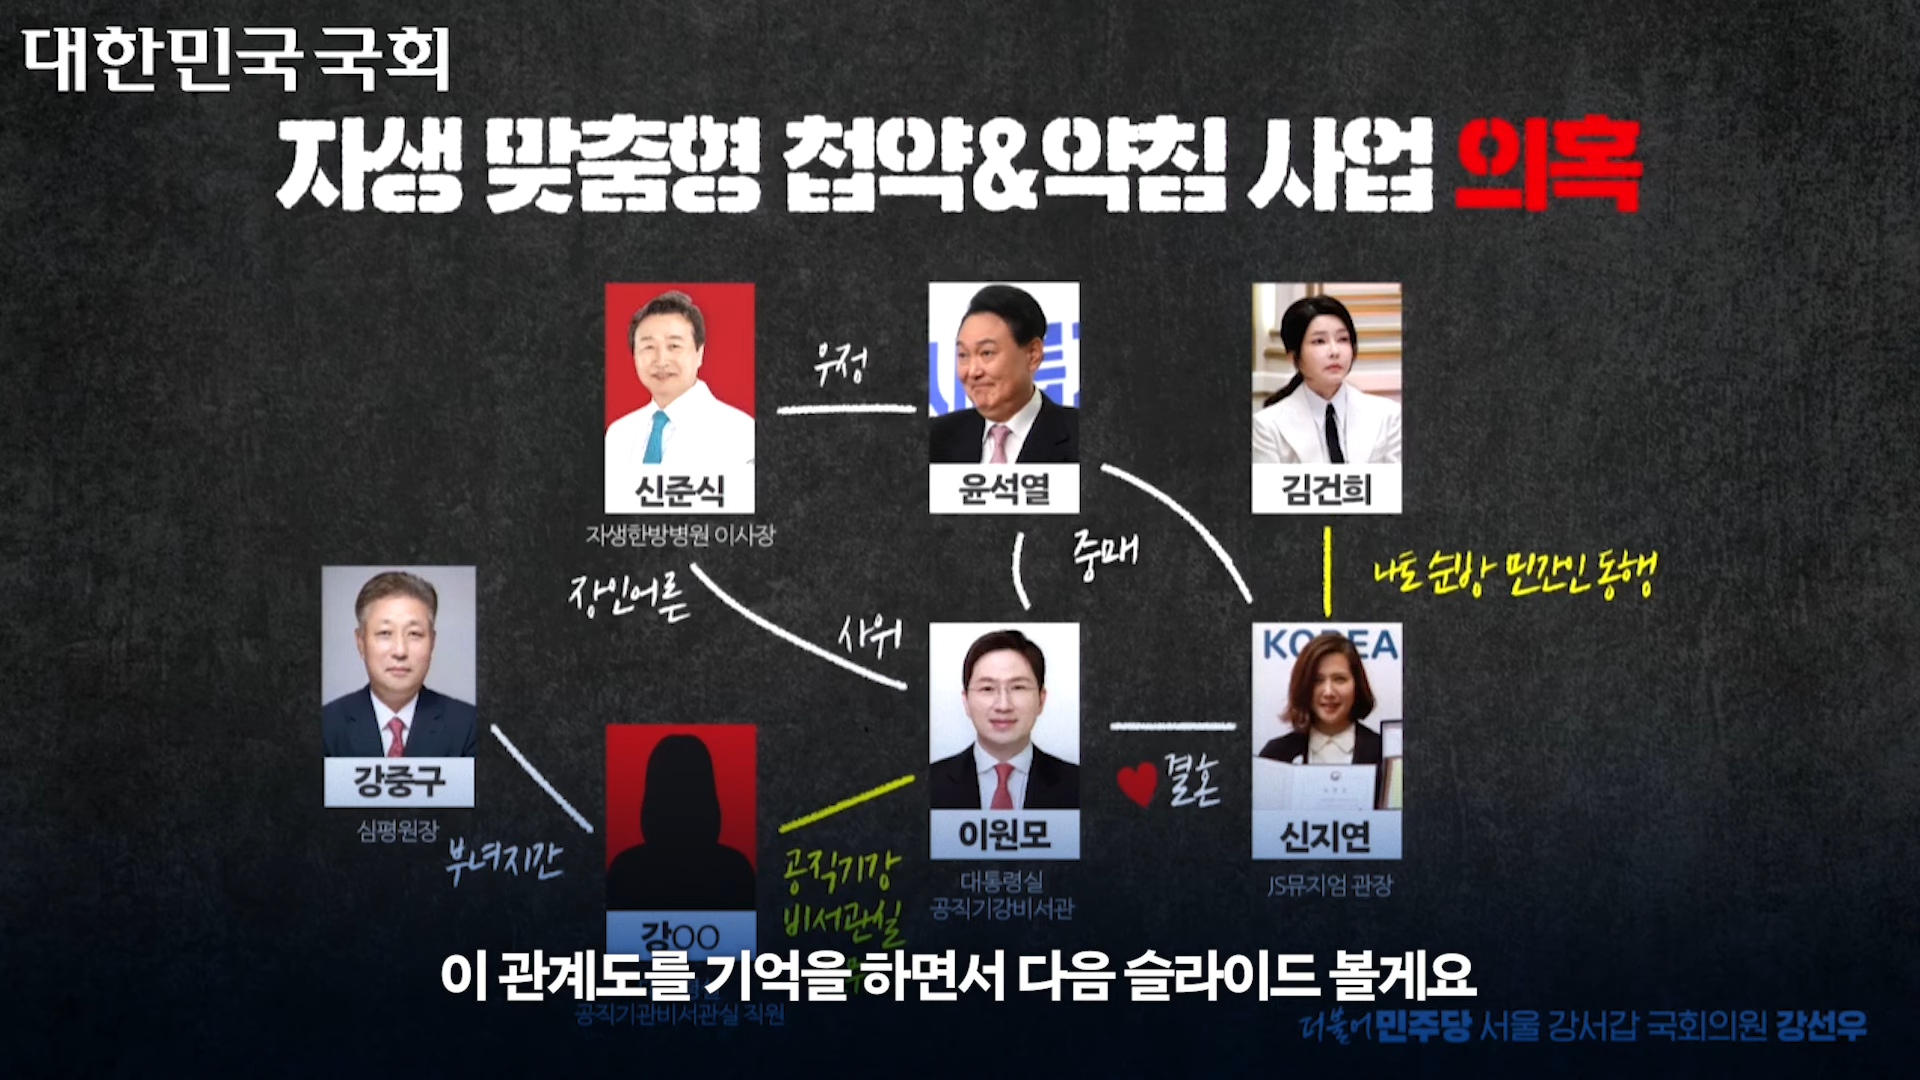 대한민국 국회
자생 맞춤형 첩약&약침 사업 의혹
우정
신준식
자생한방병원 이사장
윤석열
김건희
장인어른
사위
중매
나토 순방 민간인 동행
KOREA
강중구
심평원장
부녀지간
강OO
공직기관비서관실 직원
공직기강
비서관실
이원모
대통령실
공직기강비서관
결혼
신지연
JS뮤지엄 관장
이 관계도를 기억을 하면서 다음 슬라이드 볼게요
더불어민주당 서울 강서갑 국회의원 강선우